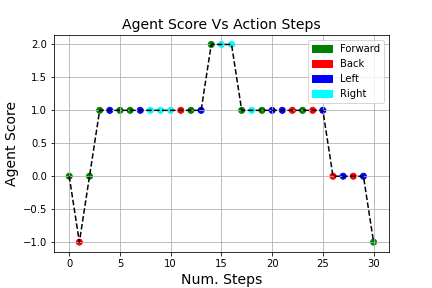 Agent Score Vs Action Steps
2.0
1.5
1.0
0.5
0.0
−0.5
−1.0
Agent Score
Forward
Back
Left
Right
0 5 10 15 20 25 30
Num. Steps